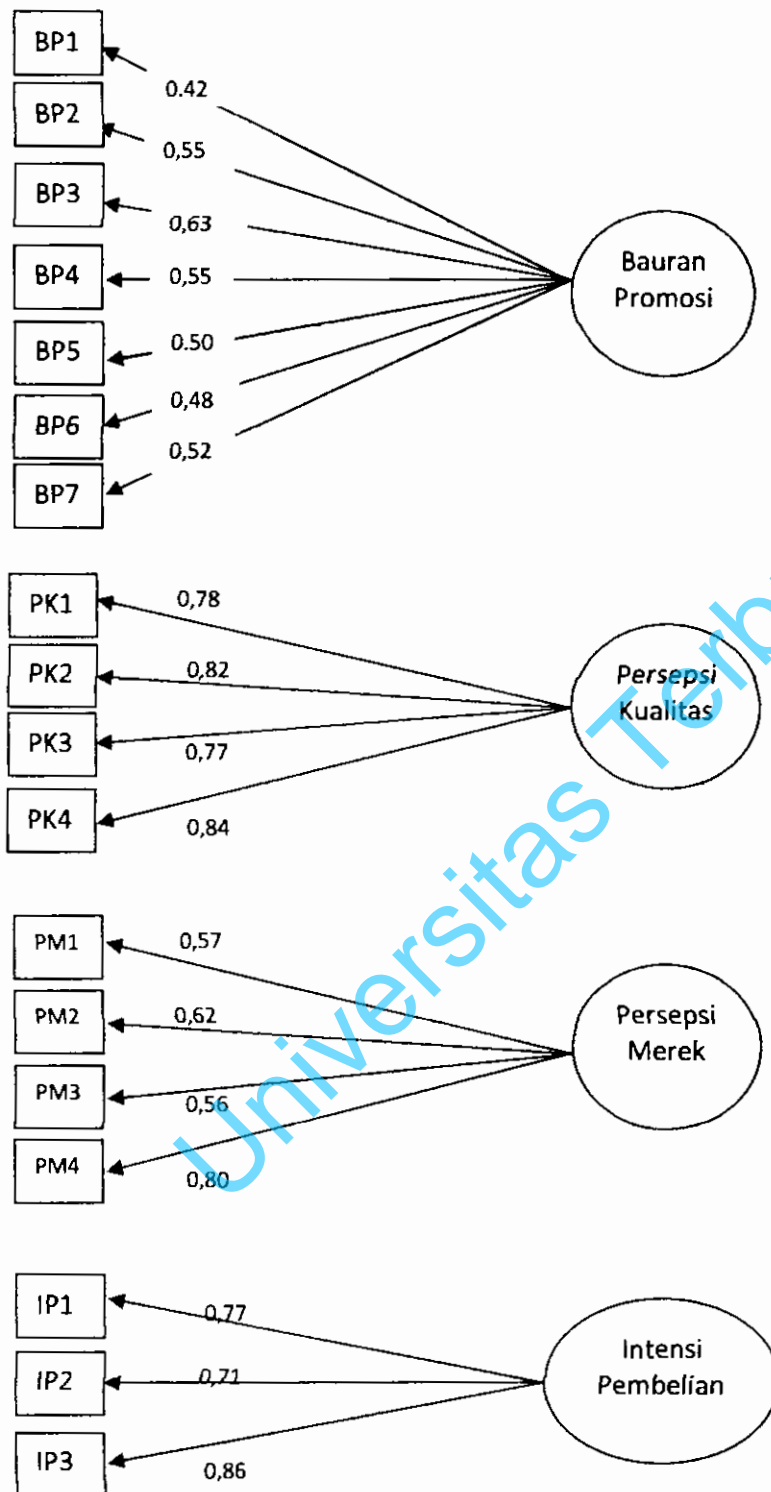 BP1
0.42
BP2
0,55
BP3
0,63
BP4
0,55
BP5
0.50
BP6
0,48
BP7
0,52
Bauran
Promosi
PK1
0,78
PK2
0,82
PK3
0,77
PK4
0,84
Persepsi
Kualitas
PM1
0,57
PM2
0,62
PM3
0,56
PM4
0,80
Persepsi
Merek
IP1
0,77
IP2
0,71
IP3
0,86
Intensi
Pembelian
Universitas